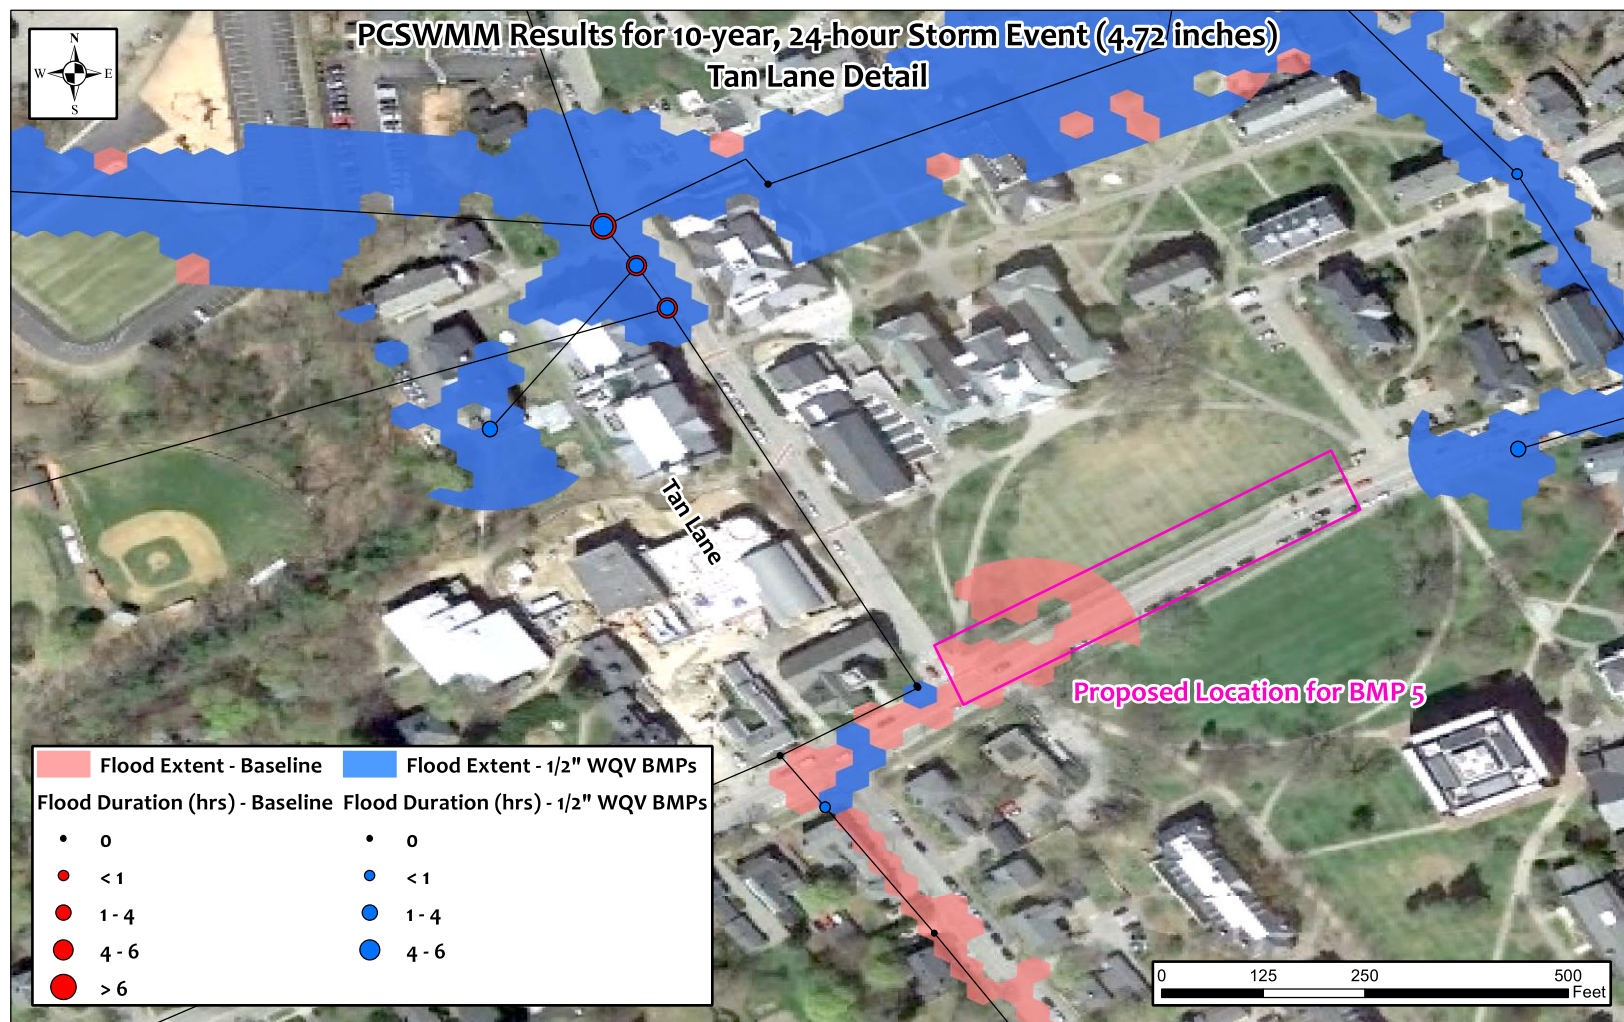 PCSWMM Results for 10-year, 24-hour Storm Event (4.72 inches)
Tan Lane Detail
N
W E
S
Tan Lane
Proposed Location for BMP 5
Flood Extent - Baseline
Flood Extent - 1/2" WQV BMPs
Flood Duration (hrs) - Baseline
Flood Duration (hrs) - 1/2" WQV BMPs
0
0
< 1
< 1
1 - 4
1 - 4
4 - 6
4 - 6
> 6
0 125 250 500
Feet